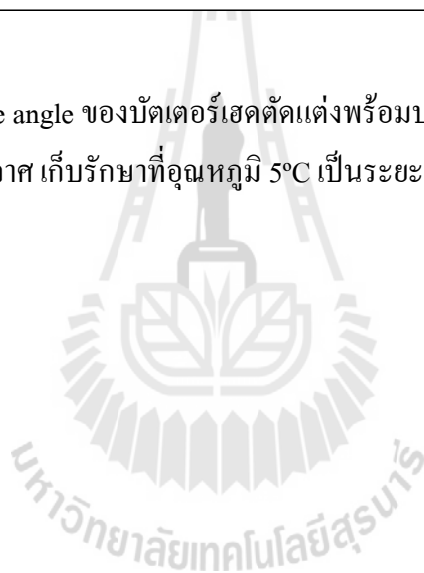 e angle ของบัตเตอร์เฮดตัดแต่งพร้อมบ
าศ เก็บรักษาที่อุณหภูมิ 5ºC เป็นระยะ
มหาวิทยาลัยเทคโนโลยีสุรนารี